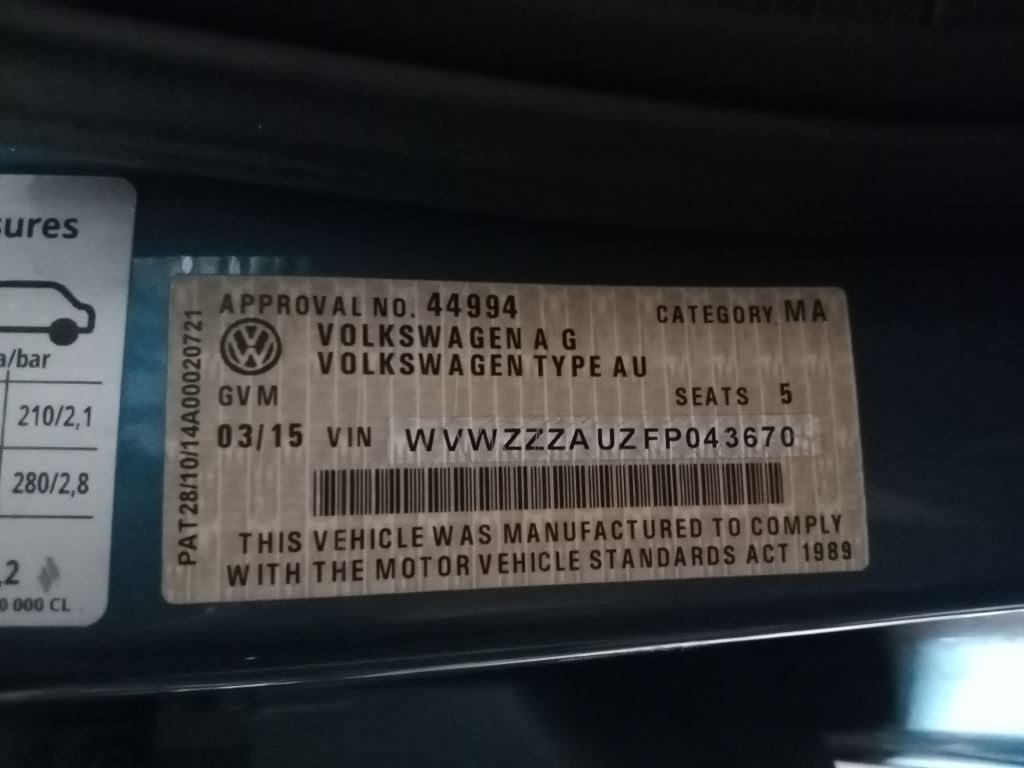 sures
a/bar
210/2,1
280/2,8
,2
0 000 CL
PAT28/10/14A00020721
APPROVAL NO. 44994
CATEGORY MA
VOLKSWAGEN A G
VOLKSWAGEN TYPE AU
GVM
SEATS 5
03/15 VIN WVWZZZAUZFP043670
THIS VEHICLE WAS MANUFACTURED TO COMPLY
WITH THE MOTOR VEHICLE STANDARDS ACT 1989